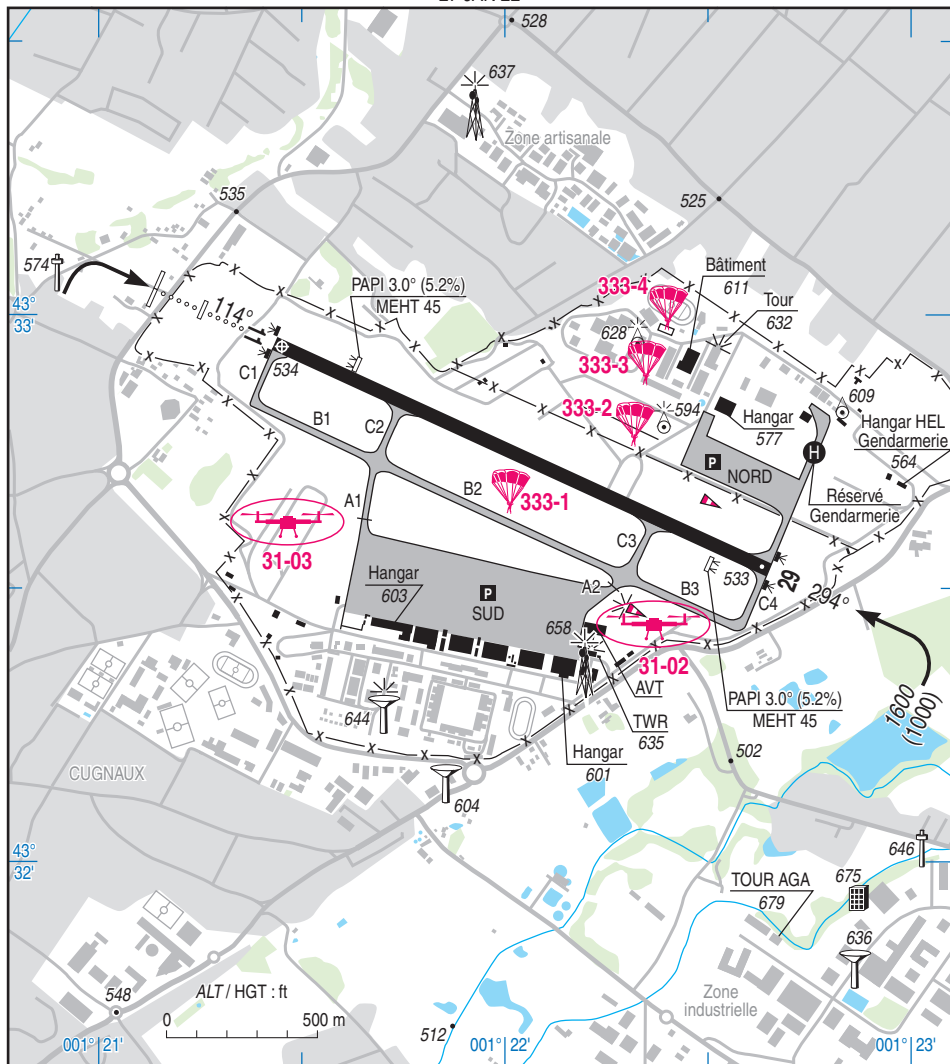 528
637
Zone artisanale
535
525
574
PAPI 3.0° (5.2%)
MEHT 45
Bâtiment
611
333-4
Tour
632
43°
33'
114°
628
333-3
534
C1
609
333-2
594
Hangar
577
Hangar HEL
Gendarmerie
564
B1
C2
H
P
NORD
B2
333-1
Réservé
Gendarmerie
A1
31-03
C3
533
29
Hangar
603
P
SUD
A2
B3
C4
294°
658
31-02
AVT
PAPI 3.0° (5.2%)
MEHT 45
1600
(1000)
644
TWR
635
Hangar
601
502
CUGNAUX
604
43°
32'
646
TOUR AGA
679
675
636
ALT / HGT : ft
0 500 m
548
512
Zone
industrielle
001° 21'
001° 22'
001° 23'